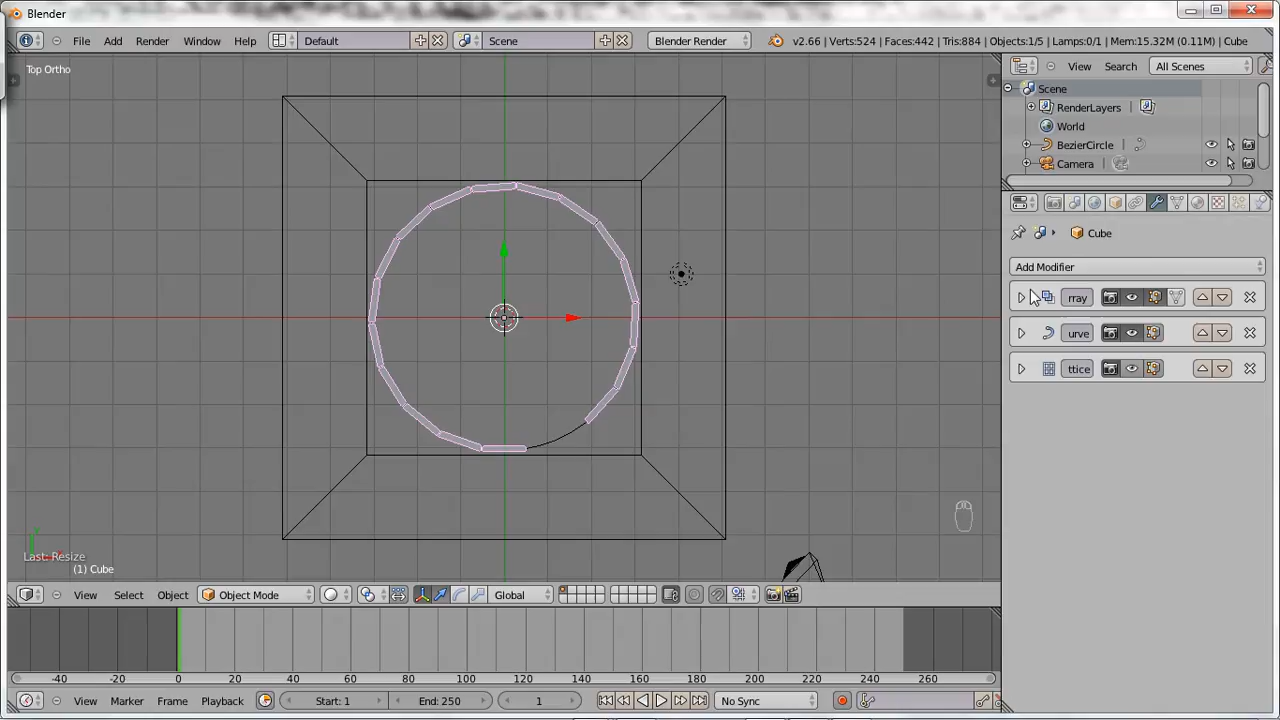 Blender
File Add Render Window Help Default Scene Blender Render v2.66 | Verts:524 | Faces:442 | Tris:884 | Objects:1/5 | Lamps:0/1 | Mem:15.32M (0.11M) | Cube
Top Ortho
View Search All Scenes
Scene
RenderLayers
World
BezierCircle
Camera
Cube
Add Modifier
rray
urve
ttice
Last: Resize
(1) Cube
View Select Object Object Mode Global
-40 -20 0 20 40 60 80 100 120 140 160 180 200 220 240 260
View Marker Frame Playback Start: 1 End: 250 1 No Sync